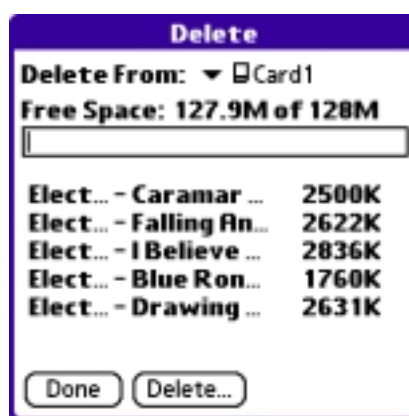 Delete
Delete From: Card1
Free Space: 127.9M of 128M
Elect... - Caramar ... 2500K
Elect... - Falling An... 2622K
Elect... - I Believe ... 2836K
Elect... - Blue Ron... 1760K
Elect... - Drawing ... 2631K
Done Delete...